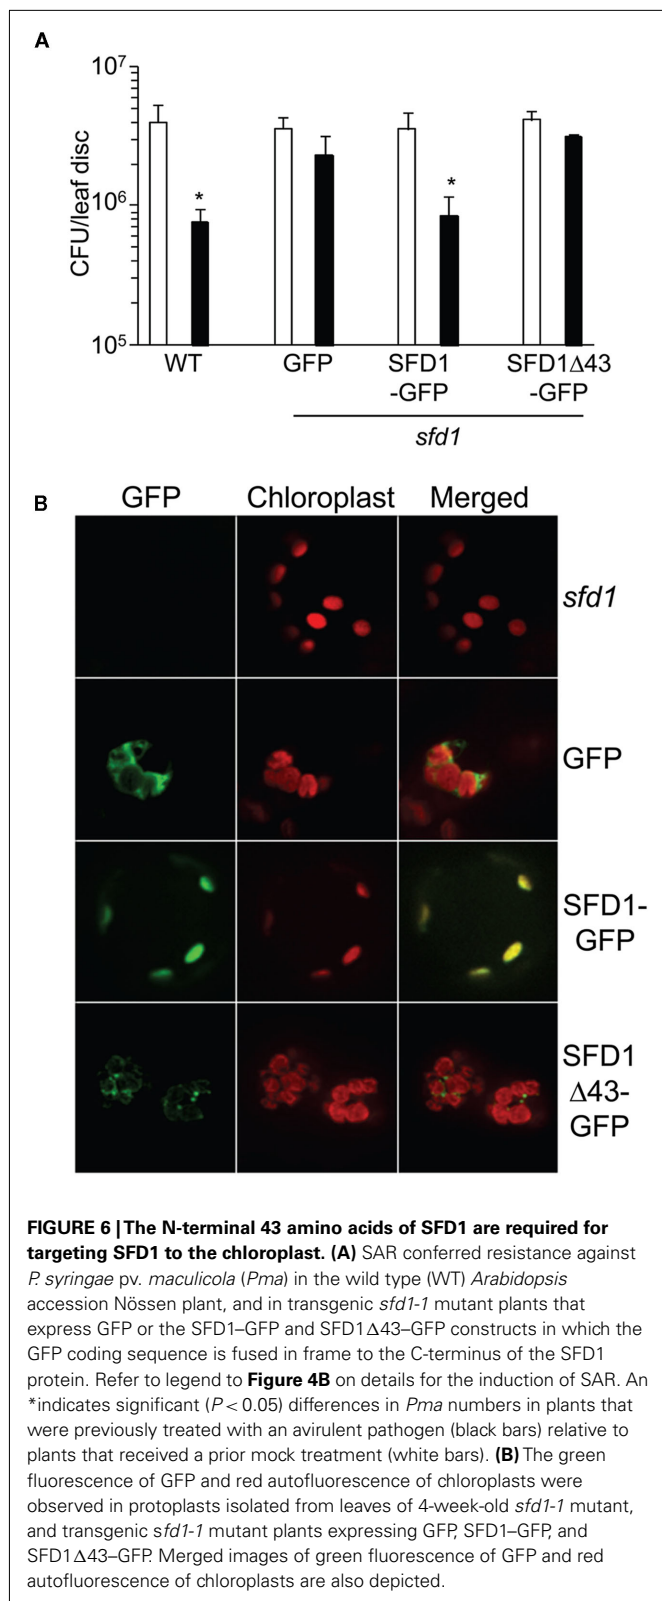 A
10⁷
10⁶
10⁵
CFU/leaf disc
*
*
WT
GFP
SFD1
-GFP
SFD1Δ43
-GFP
sfd1
B
GFP Chloroplast Merged
sfd1
GFP
SFD1-
GFP
SFD1
Δ43-
GFP
FIGURE 6 | The N-terminal 43 amino acids of SFD1 are required for
targeting SFD1 to the chloroplast. (A) SAR conferred resistance against
P. syringae pv. maculicola (Pma) in the wild type (WT) Arabidopsis
accession Nössen plant, and in transgenic sfd1-1 mutant plants that
express GFP or the SFD1–GFP and SFD1Δ43–GFP constructs in which the
GFP coding sequence is fused in frame to the C-terminus of the SFD1
protein. Refer to legend to Figure 4B on details for the induction of SAR. An
*indicates significant (P < 0.05) differences in Pma numbers in plants that
were previously treated with an avirulent pathogen (black bars) relative to
plants that received a prior mock treatment (white bars). (B) The green
fluorescence of GFP and red autofluorescence of chloroplasts were
observed in protoplasts isolated from leaves of 4-week-old sfd1-1 mutant,
and transgenic sfd1-1 mutant plants expressing GFP, SFD1–GFP, and
SFD1Δ43–GFP. Merged images of green fluorescence of GFP and red
autofluorescence of chloroplasts are also depicted.